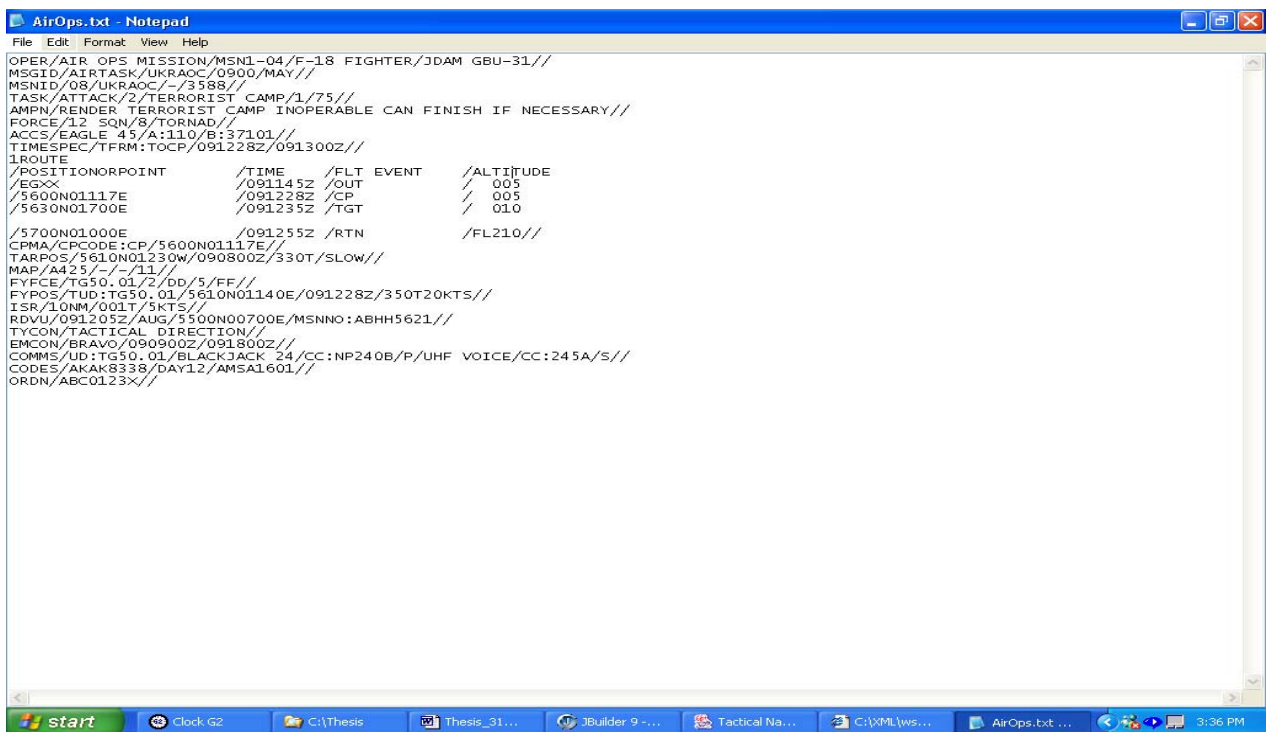 AirOps.txt - Notepad
File Edit Format View Help
OPER/AIR OPS MISSION/MSN1-04/F-18 FIGHTER/JDAM GBU-31//
MSGID/AIRTASK/UKRAOC/0900/MAY//
MSNID/08/UKRAOC/-/3588//
TASK/ATTACK/2/TERRORIST CAMP/1/75//
AMPN/RENDER TERRORIST CAMP INOPERABLE CAN FINISH IF NECESSARY//
FORCE/12 SQN/8/TORNAD//
ACCS/EAGLE 45/A:110/B:37101//
TIMESPEC/TFRM:TOCP/091228Z/091300Z//
1ROUTE
/POSITIONORPOINT /TIME /FLT EVENT /ALTITUDE
/EGXX /091145Z /OUT / 005
/5600N01117E /091228Z /CP / 005
/5630N01700E /091235Z /TGT / 010
/5700N01000E /091255Z /RTN /FL210//
CPMA/CPCODE:CP/5600N01117E//
TARPOS/5610N01230W/090800Z/330T/SLOW//
MAP/A425/-/-/11//
FYFCE/TG50.01/2/DD/5/FF//
FYPOS/TUD:TG50.01/5610N01140E/091228Z/350T20KTS//
ISR/10NM/001T/5KTS//
RDVU/091205Z/AUG/5500N00700E/MSNNO:ABHH5621//
TYCON/TACTICAL DIRECTION//
EMCON/BRAVO/090900Z/091800Z//
COMMS/UD:TG50.01/BLACKJACK 24/CC:NP240B/P/UHF VOICE/CC:245A/S//
CODES/AKAK8338/DAY12/AMSA1601//
ORDN/ABC0123X//
start Clock G2 C:\Thesis Thesis_31... JBuilder 9 -... Tactical Na... C:\XML\ws... AirOps.txt ... 3:36 PM